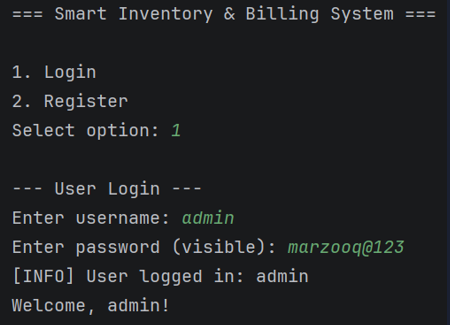 === Smart Inventory & Billing System ===
1. Login
2. Register
Select option: 1
--- User Login ---
Enter username: admin
Enter password (visible): marzooq@123
[INFO] User logged in: admin
Welcome, admin!